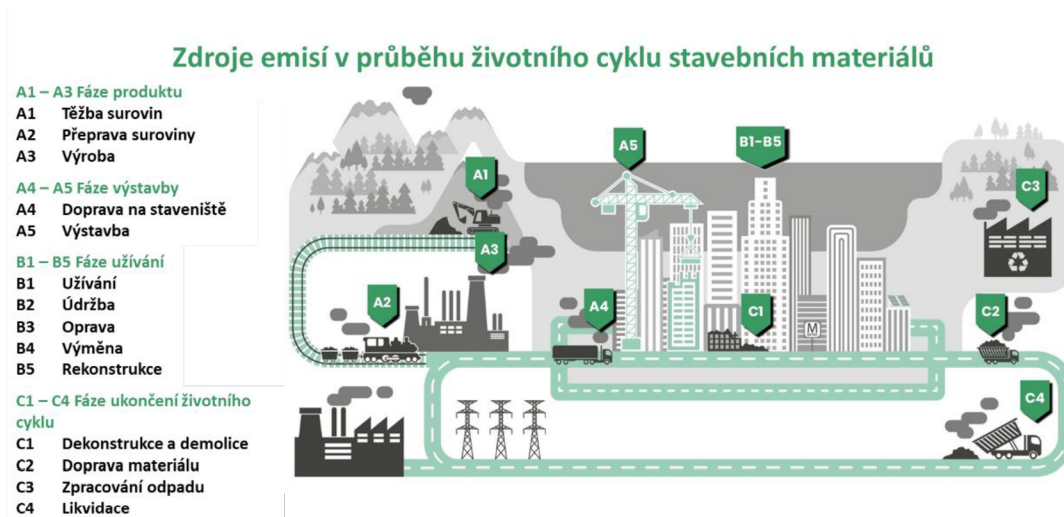 Zdroje emisí v průběhu životního cyklu stavebních materiálů
A1 – A3 Fáze produktu
A1 Těžba surovin
A2 Přeprava suroviny
A3 Výroba
A4 – A5 Fáze výstavby
A4 Doprava na staveniště
A5 Výstavba
B1 – B5 Fáze užívání
B1 Užívání
B2 Údržba
B3 Oprava
B4 Výměna
B5 Rekonstrukce
C1 – C4 Fáze ukončení životního
cyklu
C1 Dekonstrukce a demolice
C2 Doprava materiálu
C3 Zpracování odpadu
C4 Likvidace
A5
B1-B5
A1
C3
A3
A2
A4
C1
C2
M
C4